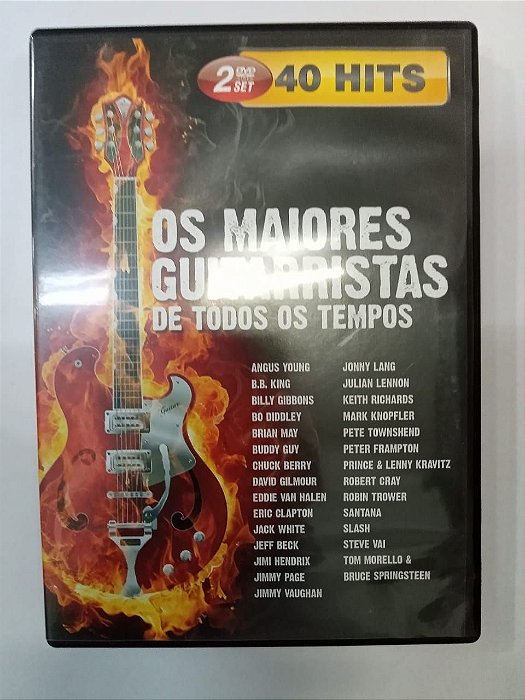 2 DVD SET
40 HITS
OS MAIORES
GUITARRISTAS
DE TODOS OS TEMPOS
ANGUS YOUNG
B.B. KING
BILLY GIBBONS
BO DIDDLEY
BRIAN MAY
BUDDY GUY
CHUCK BERRY
DAVID GILMOUR
EDDIE VAN HALEN
ERIC CLAPTON
JACK WHITE
JEFF BECK
JIMI HENDRIX
JIMMY PAGE
JIMMY VAUGHAN
JONNY LANG
JULIAN LENNON
KEITH RICHARDS
MARK KNOPFLER
PETE TOWNSHEND
PETER FRAMPTON
PRINCE & LENNY KRAVITZ
ROBERT CRAY
ROBIN TROWER
SANTANA
SLASH
STEVE VAI
TOM MORELLO &
BRUCE SPRINGSTEEN